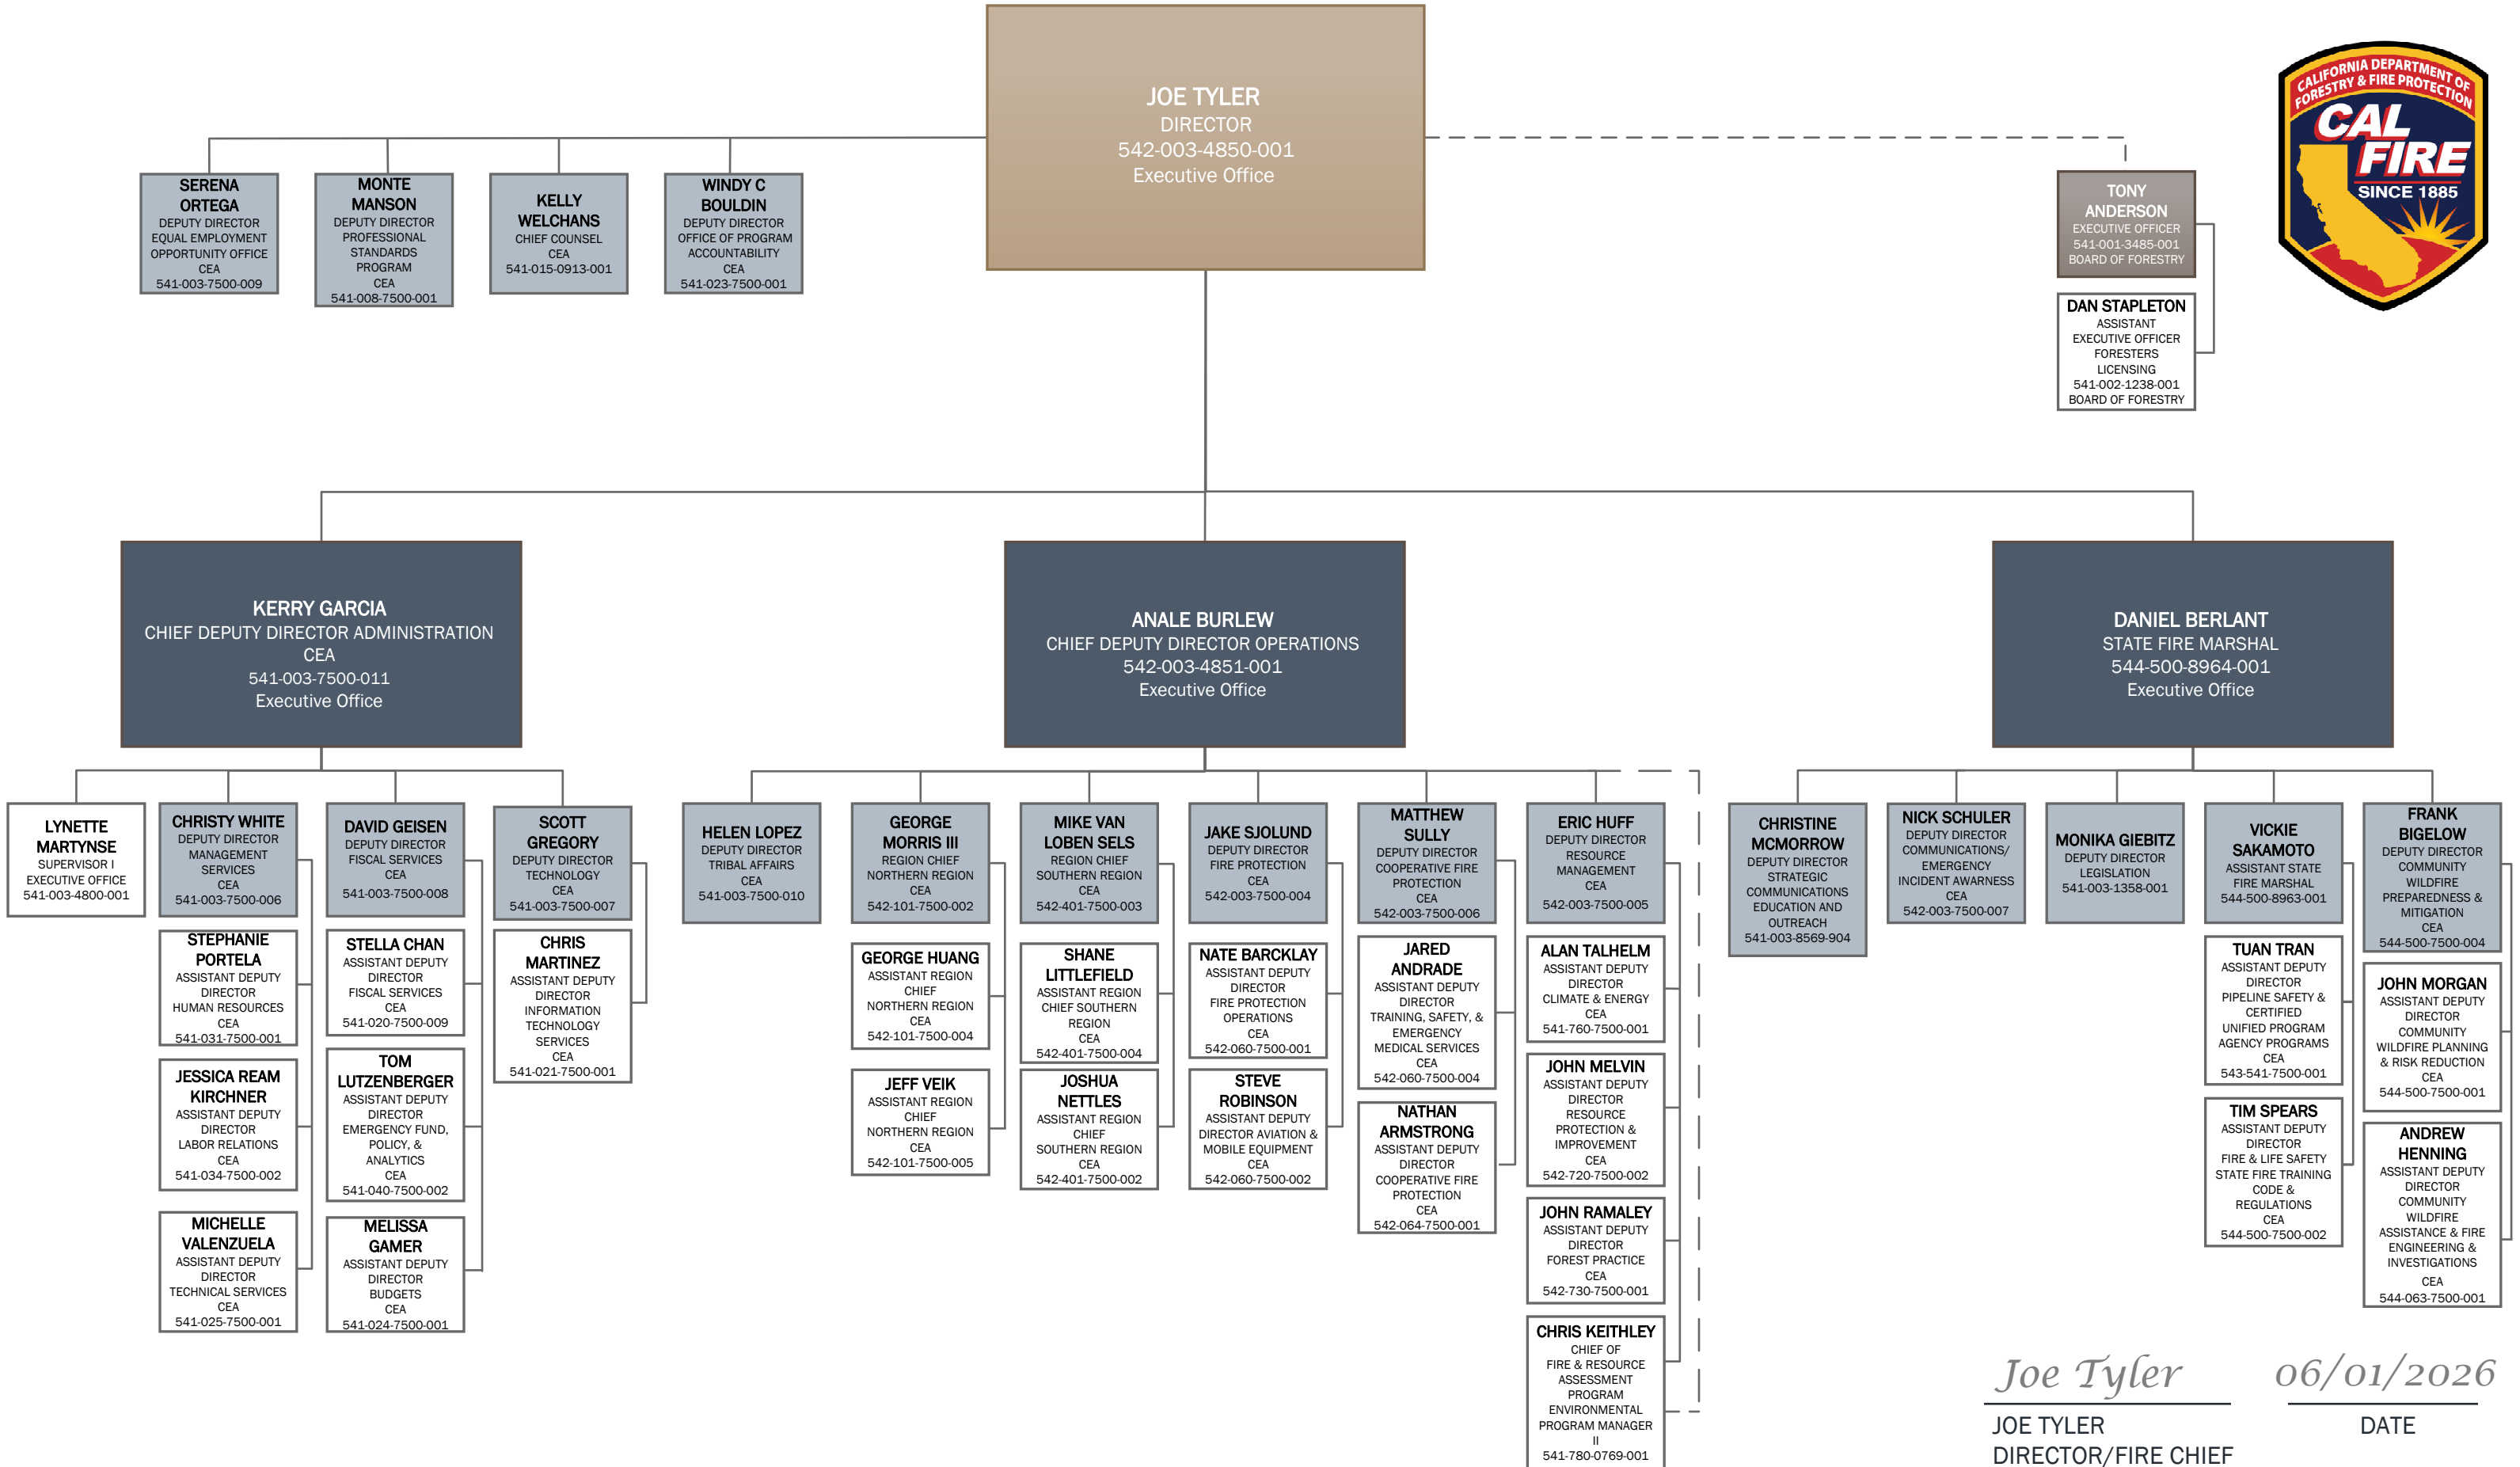 JOE TYLER
DIRECTOR
542-003-4850-001
Executive Office
CALIFORNIA DEPARTMENT OF
FORESTRY & FIRE PROTECTION
CAL
FIRE
SINCE 1885
SERENA
ORTEGA
DEPUTY DIRECTOR
EQUAL EMPLOYMENT
OPPORTUNITY OFFICE
CEA
541-003-7500-009
MONTE
MANSON
DEPUTY DIRECTOR
PROFESSIONAL
STANDARDS
PROGRAM
CEA
541-008-7500-001
KELLY
WELCHANS
CHIEF COUNSEL
CEA
541-015-0913-001
WINDY C
BOULDIN
DEPUTY DIRECTOR
OFFICE OF PROGRAM
ACCOUNTABILITY
CEA
541-023-7500-001
TONY
ANDERSON
EXECUTIVE OFFICER
541-001-3485-001
BOARD OF FORESTRY
DAN STAPLETON
ASSISTANT
EXECUTIVE OFFICER
FORESTERS
LICENSING
541-002-1238-001
BOARD OF FORESTRY
KERRY GARCIA
CHIEF DEPUTY DIRECTOR ADMINISTRATION
CEA
541-003-7500-011
Executive Office
ANALE BURLEW
CHIEF DEPUTY DIRECTOR OPERATIONS
542-003-4851-001
Executive Office
DANIEL BERLANT
STATE FIRE MARSHAL
544-500-8964-001
Executive Office
LYNETTE
MARTYNSE
SUPERVISOR I
EXECUTIVE OFFICE
541-003-4800-001
CHRISTY WHITE
DEPUTY DIRECTOR
MANAGEMENT
SERVICES
CEA
541-003-7500-006
STEPHANIE
PORTELA
ASSISTANT DEPUTY
DIRECTOR
HUMAN RESOURCES
CEA
541-031-7500-001
JESSICA REAM
KIRCHNER
ASSISTANT DEPUTY
DIRECTOR
LABOR RELATIONS
CEA
541-034-7500-002
MICHELLE
VALENZUELA
ASSISTANT DEPUTY
DIRECTOR
TECHNICAL SERVICES
CEA
541-025-7500-001
DAVID GEISEN
DEPUTY DIRECTOR
FISCAL SERVICES
CEA
541-003-7500-008
STELLA CHAN
ASSISTANT DEPUTY
DIRECTOR
FISCAL SERVICES
CEA
541-020-7500-009
TOM
LUTZENBERGER
ASSISTANT DEPUTY
DIRECTOR
EMERGENCY FUND,
POLICY, &
ANALYTICS
CEA
541-040-7500-002
MELISSA
GAMER
ASSISTANT DEPUTY
DIRECTOR
BUDGETS
CEA
541-024-7500-001
SCOTT
GREGORY
DEPUTY DIRECTOR
TECHNOLOGY
CEA
541-003-7500-007
CHRIS
MARTINEZ
ASSISTANT DEPUTY
DIRECTOR
INFORMATION
TECHNOLOGY
SERVICES
CEA
541-021-7500-001
HELEN LOPEZ
DEPUTY DIRECTOR
TRIBAL AFFAIRS
CEA
541-003-7500-010
GEORGE
MORRIS III
REGION CHIEF
NORTHERN REGION
CEA
542-101-7500-002
GEORGE HUANG
ASSISTANT REGION
CHIEF
NORTHERN REGION
CEA
542-101-7500-004
JEFF VEIK
ASSISTANT REGION
CHIEF
NORTHERN REGION
CEA
542-101-7500-005
MIKE VAN
LOBEN SELS
REGION CHIEF
SOUTHERN REGION
CEA
542-401-7500-003
SHANE
LITTLEFIELD
ASSISTANT REGION
CHIEF SOUTHERN
REGION
CEA
542-401-7500-004
JOSHUA
NETTLES
ASSISTANT REGION
CHIEF
SOUTHERN REGION
CEA
542-401-7500-002
JAKE SJOLUND
DEPUTY DIRECTOR
FIRE PROTECTION
CEA
542-003-7500-004
NATE BARCKLAY
ASSISTANT DEPUTY
DIRECTOR
FIRE PROTECTION
OPERATIONS
CEA
542-060-7500-001
STEVE
ROBINSON
ASSISTANT DEPUTY
DIRECTOR AVIATION &
MOBILE EQUIPMENT
CEA
542-060-7500-002
MATTHEW
SULLY
DEPUTY DIRECTOR
COOPERATIVE FIRE
PROTECTION
CEA
542-003-7500-006
JARED
ANDRADE
ASSISTANT DEPUTY
DIRECTOR
TRAINING, SAFETY, &
EMERGENCY
MEDICAL SERVICES
CEA
542-060-7500-004
NATHAN
ARMSTRONG
ASSISTANT DEPUTY
DIRECTOR
COOPERATIVE FIRE
PROTECTION
CEA
542-064-7500-001
ERIC HUFF
DEPUTY DIRECTOR
RESOURCE
MANAGEMENT
CEA
542-003-7500-005
ALAN TALHELM
ASSISTANT DEPUTY
DIRECTOR
CLIMATE & ENERGY
CEA
541-760-7500-001
JOHN MELVIN
ASSISTANT DEPUTY
DIRECTOR
RESOURCE
PROTECTION &
IMPROVEMENT
CEA
542-720-7500-002
JOHN RAMALEY
ASSISTANT DEPUTY
DIRECTOR
FOREST PRACTICE
CEA
542-730-7500-001
CHRIS KEITHLEY
CHIEF OF
FIRE & RESOURCE
ASSESSMENT
PROGRAM
ENVIRONMENTAL
PROGRAM MANAGER
II
541-780-0769-001
CHRISTINE
MCMORROW
DEPUTY DIRECTOR
STRATEGIC
COMMUNICATIONS
EDUCATION AND
OUTREACH
541-003-8569-904
NICK SCHULER
DEPUTY DIRECTOR
COMMUNICATIONS/
EMERGENCY
INCIDENT AWARNESS
CEA
542-003-7500-007
MONIKA GIEBITZ
DEPUTY DIRECTOR
LEGISLATION
541-003-1358-001
VICKIE
SAKAMOTO
ASSISTANT STATE
FIRE MARSHAL
544-500-8963-001
TUAN TRAN
ASSISTANT DEPUTY
DIRECTOR
PIPELINE SAFETY &
CERTIFIED
UNIFIED PROGRAM
AGENCY PROGRAMS
CEA
543-541-7500-001
TIM SPEARS
ASSISTANT DEPUTY
DIRECTOR
FIRE & LIFE SAFETY
STATE FIRE TRAINING
CODE &
REGULATIONS
CEA
544-500-7500-002
FRANK
BIGELOW
DEPUTY DIRECTOR
COMMUNITY
WILDFIRE
PREPAREDNESS &
MITIGATION
CEA
544-500-7500-004
JOHN MORGAN
ASSISTANT DEPUTY
DIRECTOR
COMMUNITY
WILDFIRE PLANNING
& RISK REDUCTION
CEA
544-500-7500-001
ANDREW
HENNING
ASSISTANT DEPUTY
DIRECTOR
COMMUNITY
WILDFIRE
ASSISTANCE & FIRE
ENGINEERING &
INVESTIGATIONS
CEA
544-063-7500-001
Joe Tyler
JOE TYLER
DIRECTOR/FIRE CHIEF
06/01/2026
DATE